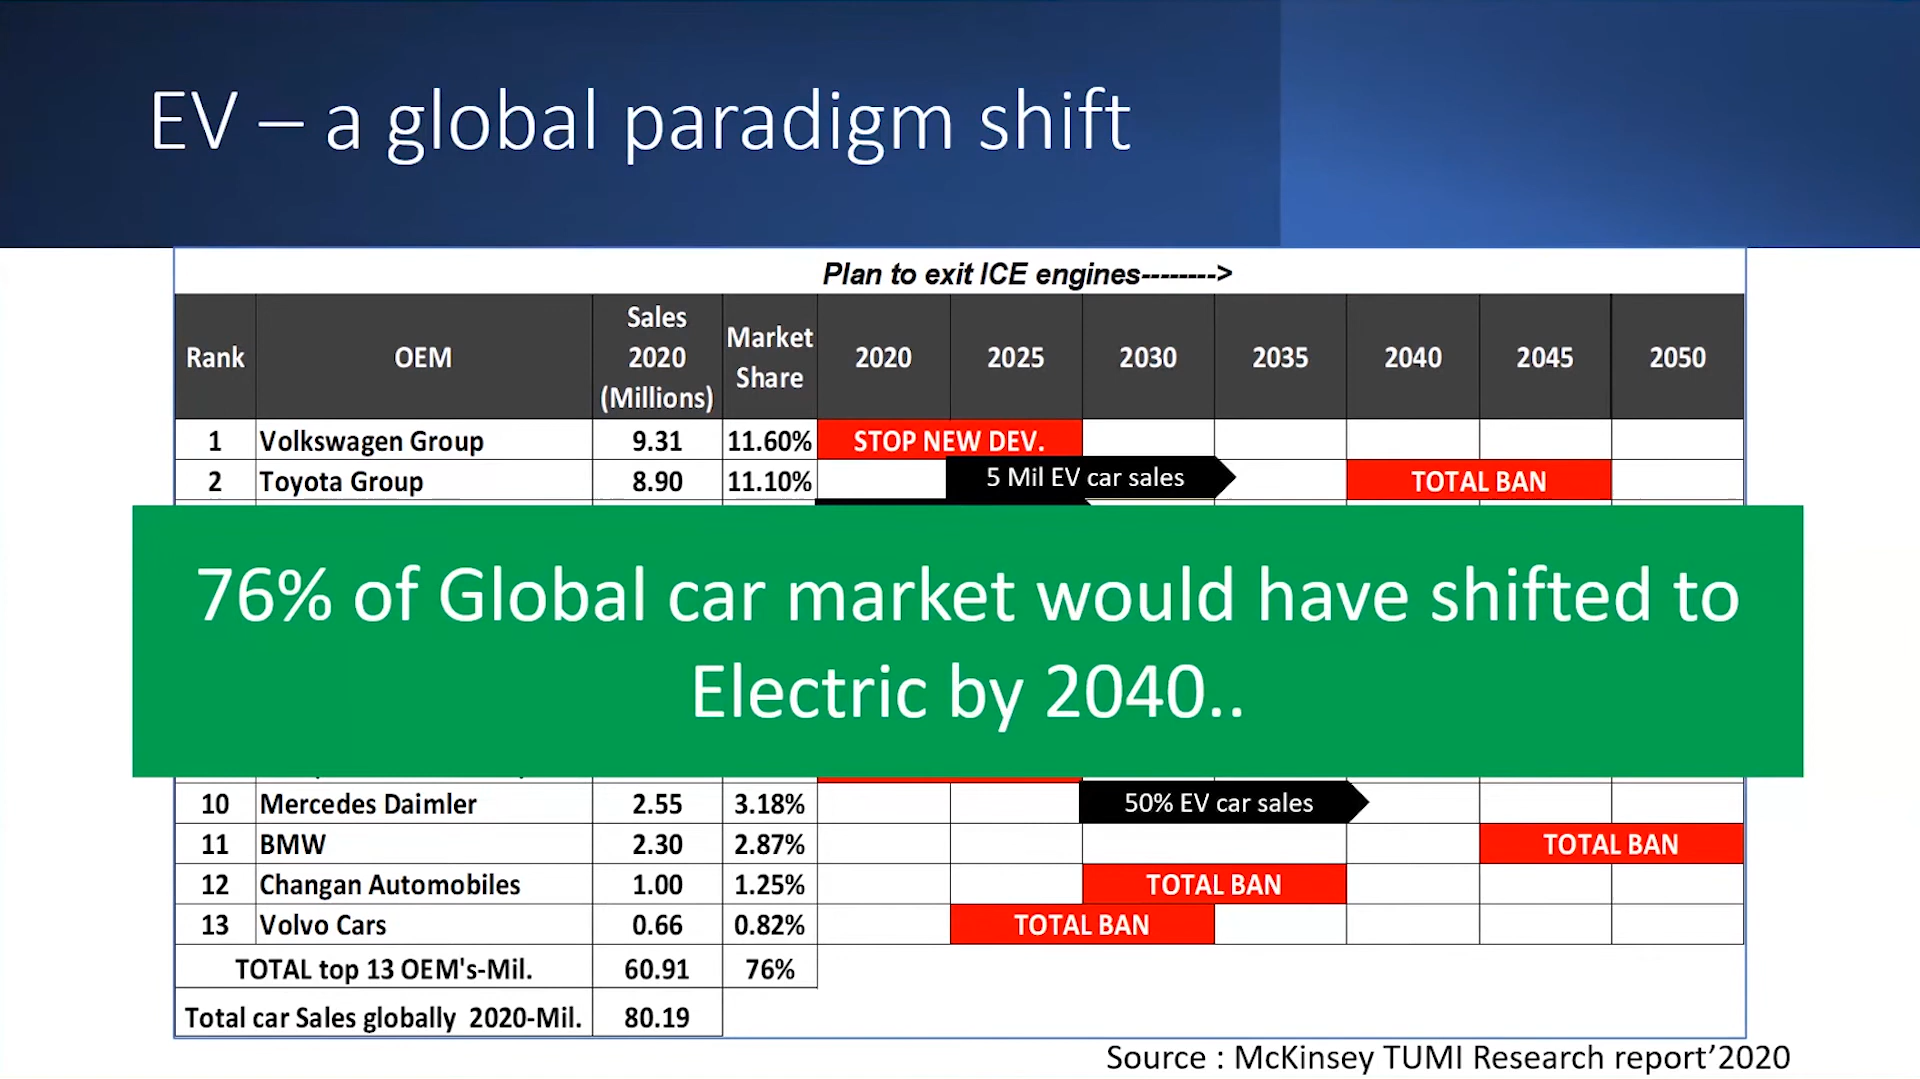 EV – a global paradigm shift
Plan to exit ICE engines-------->
Rank OEM Sales 2020 (Millions) Market Share 2020 2025 2030 2035 2040 2045 2050
1 Volkswagen Group 9.31 11.60% STOP NEW DEV.
2 Toyota Group 8.90 11.10% 5 Mil EV car sales TOTAL BAN
76% of Global car market would have shifted to
Electric by 2040..
10 Mercedes Daimler 2.55 3.18% 50% EV car sales
11 BMW 2.30 2.87% TOTAL BAN
12 Changan Automobiles 1.00 1.25% TOTAL BAN
13 Volvo Cars 0.66 0.82% TOTAL BAN
TOTAL top 13 OEM's-Mil. 60.91 76%
Total car Sales globally 2020-Mil. 80.19
Source : McKinsey TUMI Research report’2020